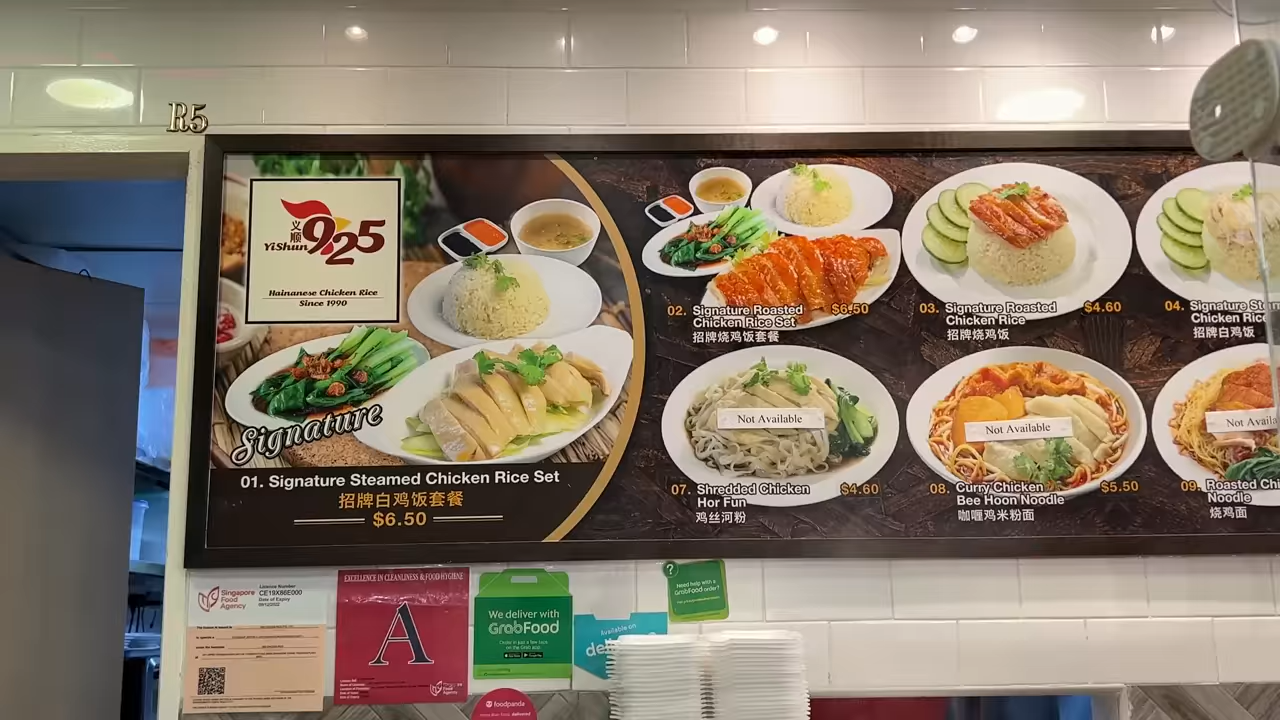 R5
义顺
YiShun 925
Hainanese Chicken Rice
Since 1990
Signature
01. Signature Steamed Chicken Rice Set
招牌白鸡饭套餐
$6.50
02. Signature Roasted
Chicken Rice Set
$6.50
招牌烧鸡饭套餐
03. Signature Roasted
Chicken Rice
$4.60
招牌烧鸡饭
04. Signature
Chicken Rice
招牌白鸡饭
Not Available
07. Shredded Chicken
Hor Fun
$4.60
鸡丝河粉
Not Available
08. Curry Chicken
Bee Hoon Noodle
$5.50
咖喱鸡米粉面
Not
09. Roasted
Noodle
烧鸡面
Singapore
Food
Agency
Licence Number
CE19X86E000
Date of Expiry
EXCELLENCE IN CLEANLINESS & FOOD HYGIENE
A
We deliver with
GrabFood
Available on
Need help with a
GrabFood order?
foodpanda